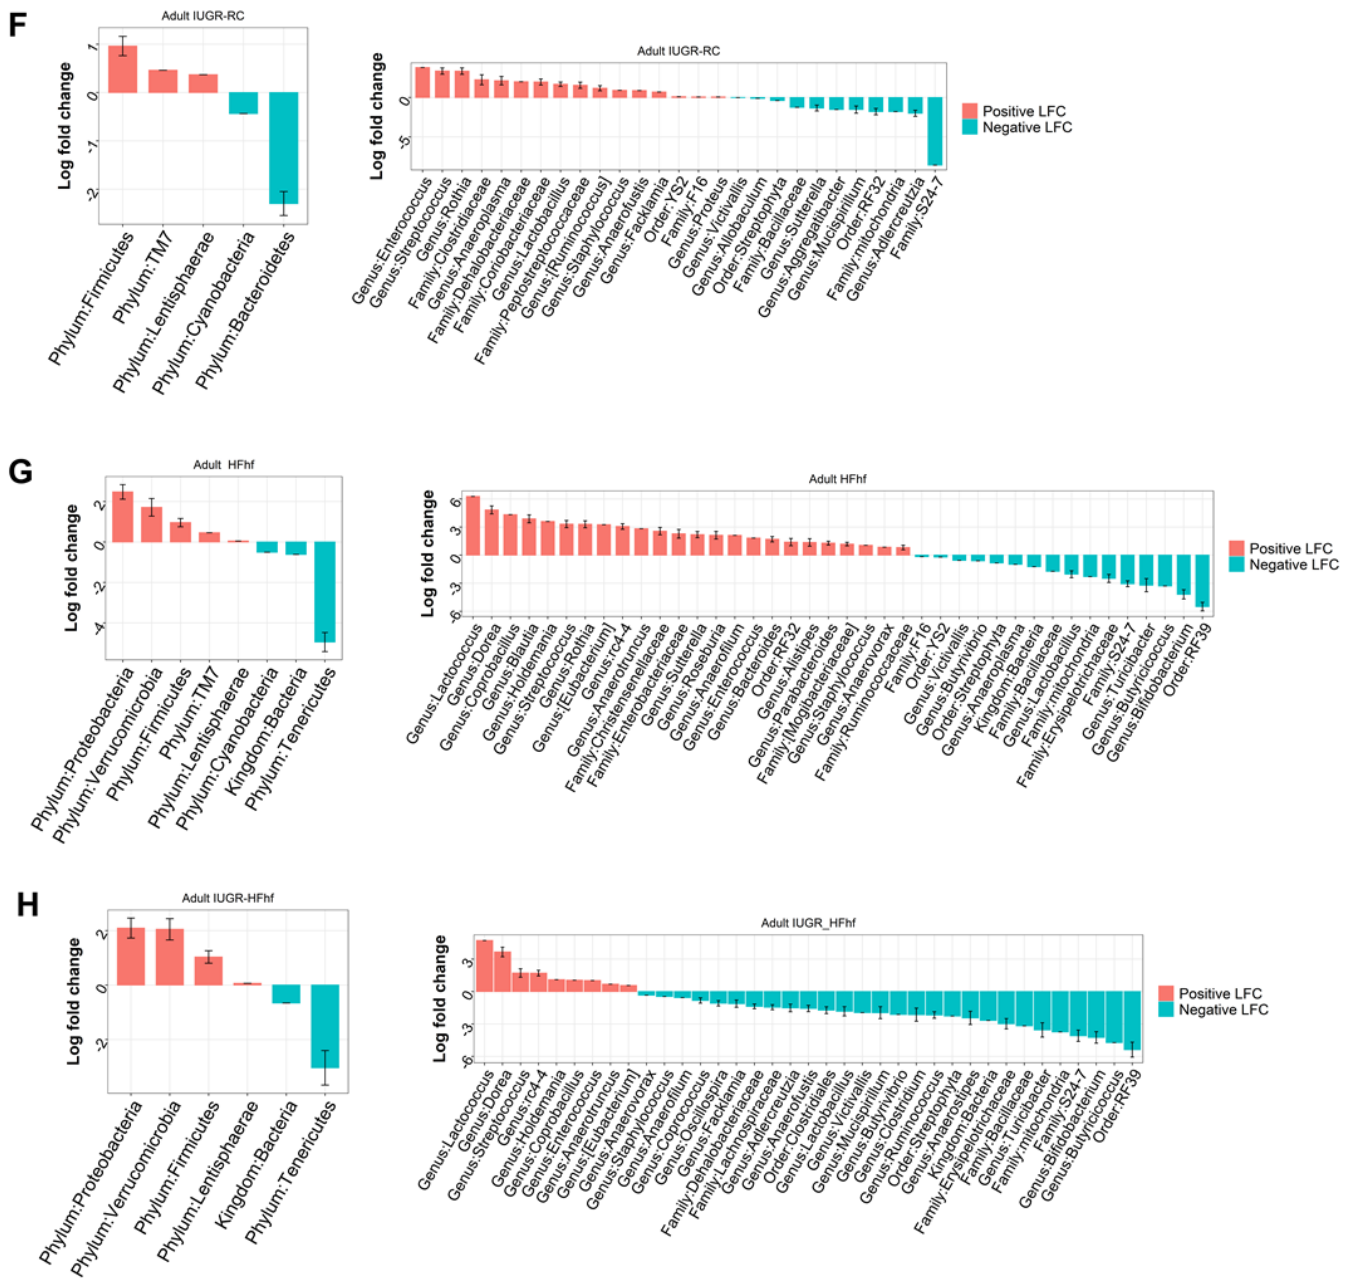 F
Adult IUGR-RC
Log fold change
1
0
-1
-2
Phylum:Firmicutes
Phylum:TM7
Phylum:Lentisphaerae
Phylum:Cyanobacteria
Phylum:Bacteroidetes
Adult IUGR-RC
Log fold change
0
-5
Genus:Enterococcus
Genus:Streptococcus
Genus:Rothia
Family:Clostridiaceae
Genus:Anaeroplasma
Family:Dehalobacteriaceae
Family:Coriobacteriaceae
Genus:Lactobacillus
Family:Peptostreptococcaceae
Genus:[Ruminococcus]
Genus:Staphylococcus
Genus:Anaerofustis
Genus:Facklamia
Order:YS2
Family:F16
Genus:Proteus
Genus:Victivallis
Genus:Allobaculum
Order:Streptophyta
Family:Bacillaceae
Genus:Sutterella
Genus:Aggregatibacter
Genus:Mucispirillum
Order:RF32
Family:mitochondria
Genus:Adlercreutzia
Family:S24-7
Positive LFC
Negative LFC
G
Adult HFhf
Log fold change
2
0
-2
-4
Phylum:Proteobacteria
Phylum:Verrucomicrobia
Phylum:Firmicutes
Phylum:TM7
Phylum:Lentisphaerae
Phylum:Cyanobacteria
Kingdom:Bacteria
Phylum:Tenericutes
Adult HFhf
Log fold change
6
3
0
-3
-6
Genus:Lactococcus
Genus:Dorea
Genus:Coprobacillus
Genus:Blautia
Genus:Holdemania
Genus:Streptococcus
Genus:Rothia
Genus:[Eubacterium]
Genus:rc4-4
Genus:Anaerotruncus
Family:Christensenellaceae
Family:Enterobacteriaceae
Genus:Sutterella
Genus:Roseburia
Genus:Anaerofilum
Genus:Enterococcus
Genus:Bacteroides
Order:RF32
Genus:Alistipes
Genus:Parabacteroides
Family:[Mogibacteriaceae]
Genus:Staphylococcus
Genus:Anaerovorax
Family:Ruminococcaceae
Family:F16
Order:YS2
Genus:Victivallis
Genus:Butyrivibrio
Order:Streptophyta
Genus:Anaeroplasma
Kingdom:Bacteria
Family:Bacillaceae
Genus:Lactobacillus
Family:mitochondria
Family:Erysipelotrichaceae
Family:S24-7
Genus:Turicibacter
Genus:Butyricicoccus
Genus:Bifidobacterium
Order:RF39
Positive LFC
Negative LFC
H
Adult IUGR-HFhf
Log fold change
2
0
-2
Phylum:Proteobacteria
Phylum:Verrucomicrobia
Phylum:Firmicutes
Phylum:Lentisphaerae
Kingdom:Bacteria
Phylum:Tenericutes
Adult IUGR_HFhf
Log fold change
3
0
-3
-6
Genus:Lactococcus
Genus:Dorea
Genus:Streptococcus
Genus:rc4-4
Genus:Holdemania
Genus:Coprobacillus
Genus:Enterococcus
Genus:Anaerotruncus
Genus:[Eubacterium]
Genus:Anaerovorax
Genus:Staphylococcus
Genus:Anaerofilum
Genus:Coprococcus
Genus:Oscillospira
Genus:Facklamia
Family:Dehalobacteriaceae
Family:Lachnospiraceae
Genus:Adlercreutzia
Genus:Anaerofustis
Order:Clostridiales
Genus:Lactobacillus
Genus:Victivallis
Genus:Mucispirillum
Genus:Butyrivibrio
Genus:Clostridium
Genus:Ruminococcus
Order:Streptophyta
Genus:Anaerostipes
Kingdom:Bacteria
Family:Erysipelotrichaceae
Family:Bacillaceae
Genus:Turicibacter
Family:mitochondria
Family:S24-7
Genus:Bifidobacterium
Genus:Butyricicoccus
Order:RF39
Positive LFC
Negative LFC